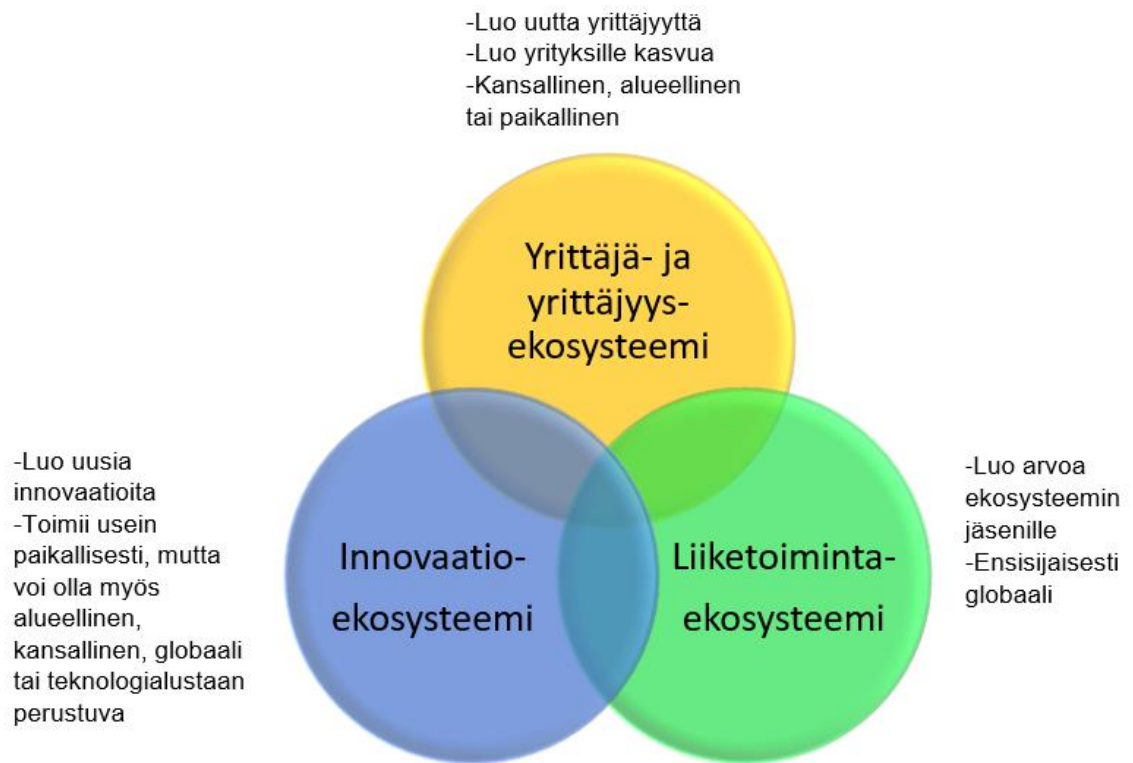 -Luo uutta yrittäjyyttä
-Luo yrityksille kasvua
-Kansallinen, alueellinen
tai paikallinen
Yrittäjä- ja
yrittäjyys-
ekosysteemi
-Luo uusia
innovaatioita
-Toimii usein
paikallisesti, mutta
voi olla myös
alueellinen,
kansallinen, globaali
tai teknologialustaan
perustuva
Innovaatio-
ekosysteemi
Liiketoiminta-
ekosysteemi
-Luo arvoa
ekosysteemin
jäsenille
-Ensisijaisesti
globaali